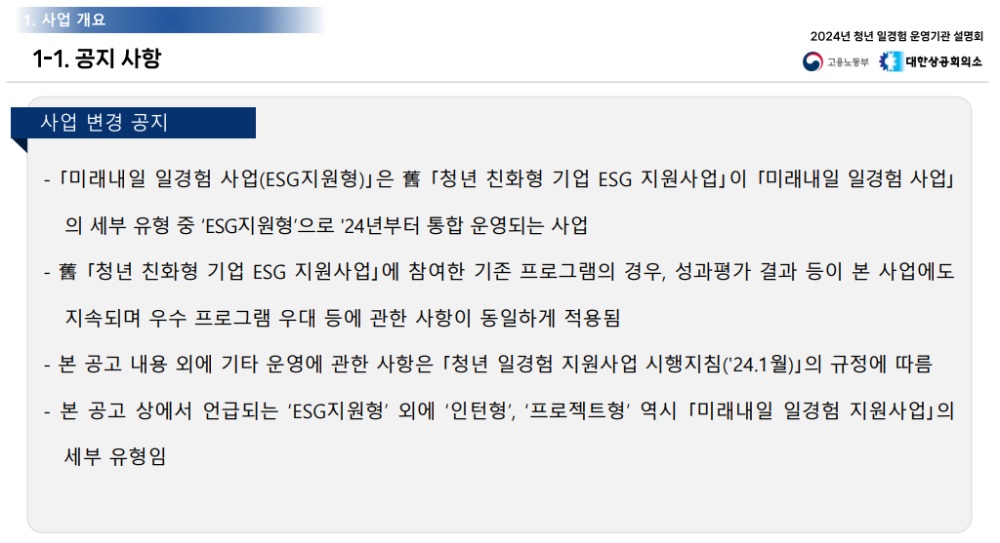 1. 사업 개요
1-1. 공지 사항
2024년 청년 일경험 운영기관 설명회
고용노동부 대한상공회의소
사업 변경 공지
- ｢미래내일 일경험 사업(ESG지원형)｣은 舊 ｢청년 친화형 기업 ESG 지원사업｣이 ｢미래내일 일경험 사업｣
의 세부 유형 중 ‘ESG지원형’으로 '24년부터 통합 운영되는 사업
- 舊 ｢청년 친화형 기업 ESG 지원사업｣에 참여한 기존 프로그램의 경우, 성과평가 결과 등이 본 사업에도
지속되며 우수 프로그램 우대 등에 관한 사항이 동일하게 적용됨
- 본 공고 내용 외에 기타 운영에 관한 사항은 ｢청년 일경험 지원사업 시행지침('24.1월)｣의 규정에 따름
- 본 공고 상에서 언급되는 ‘ESG지원형’ 외에 ‘인턴형’, ‘프로젝트형’ 역시 ｢미래내일 일경험 지원사업｣의
세부 유형임